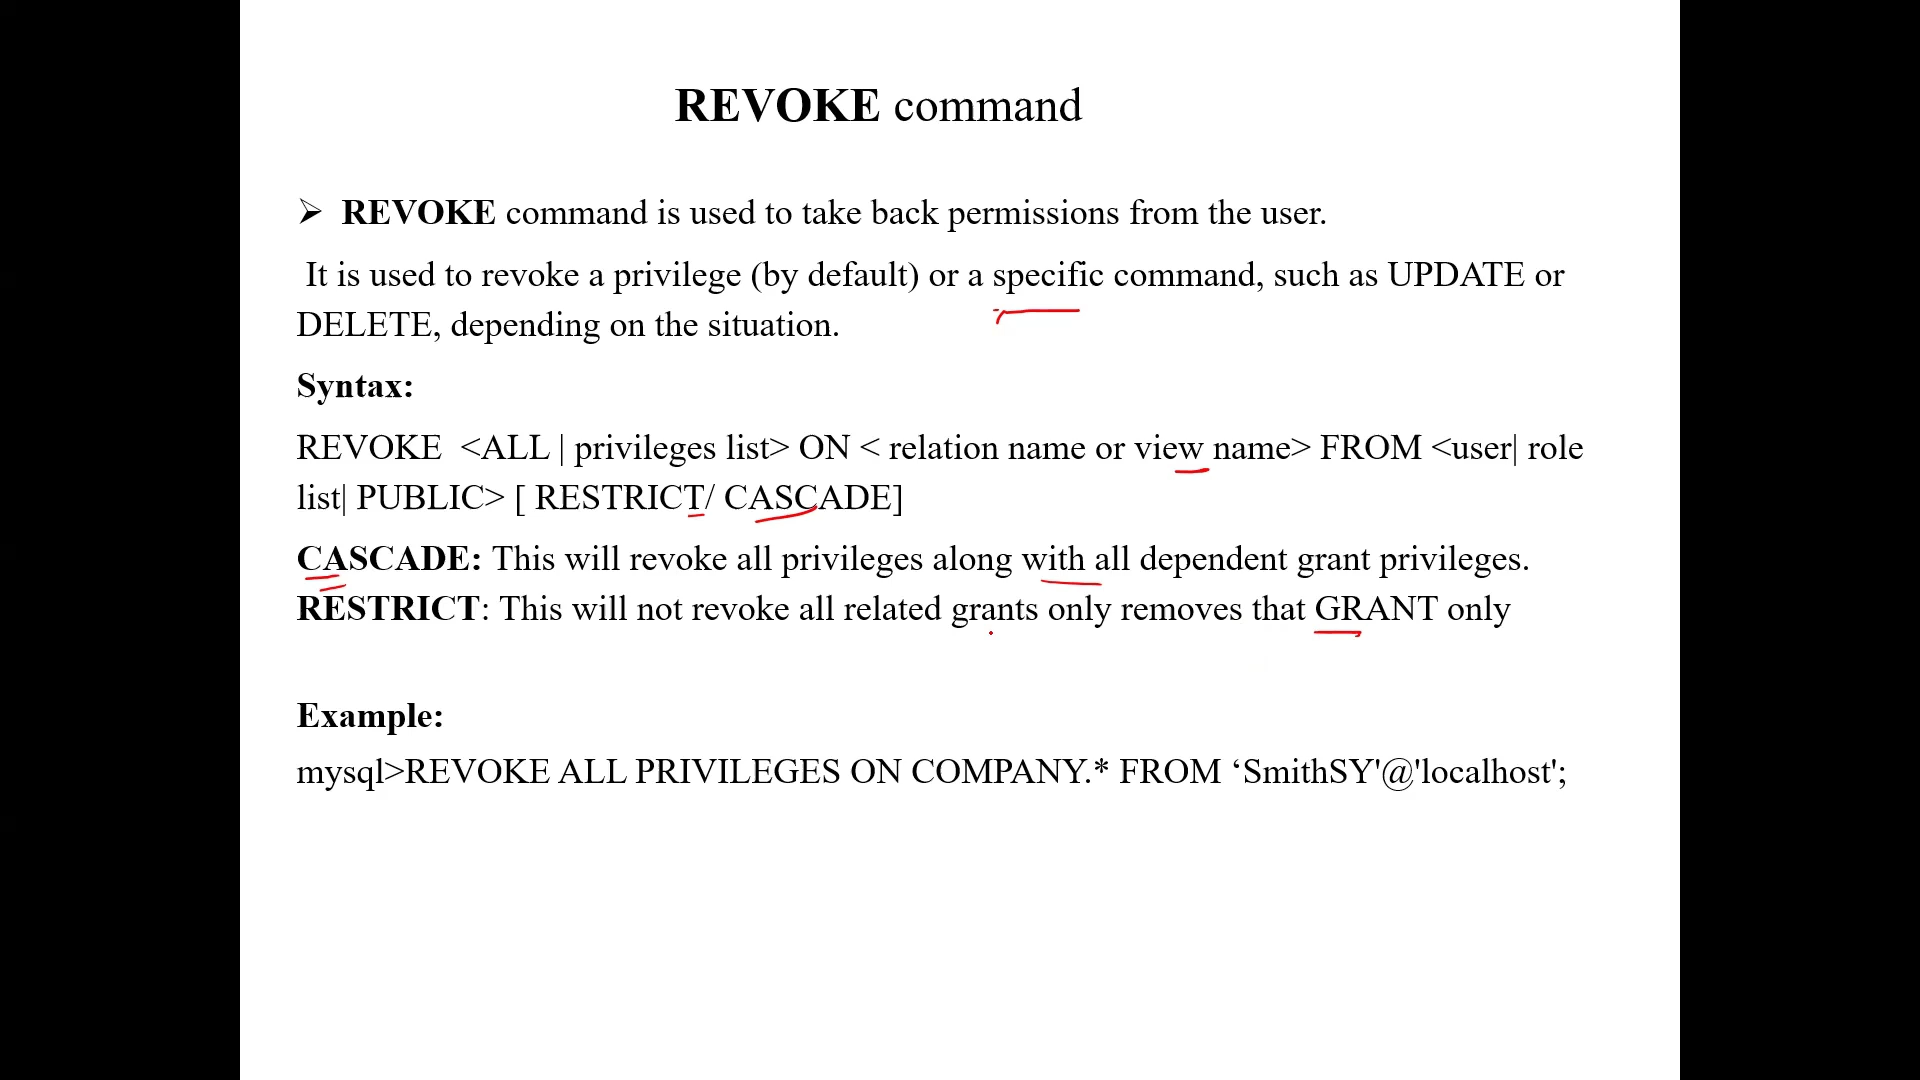 REVOKE command
➢ REVOKE command is used to take back permissions from the user.
It is used to revoke a privilege (by default) or a specific command, such as UPDATE or
DELETE, depending on the situation.
Syntax:
REVOKE <ALL | privileges list> ON < relation name or view name> FROM <user| role
list| PUBLIC> [ RESTRICT/ CASCADE]
CASCADE: This will revoke all privileges along with all dependent grant privileges.
RESTRICT: This will not revoke all related grants only removes that GRANT only
Example:
mysql>REVOKE ALL PRIVILEGES ON COMPANY.* FROM ‘SmithSY'@'localhost';